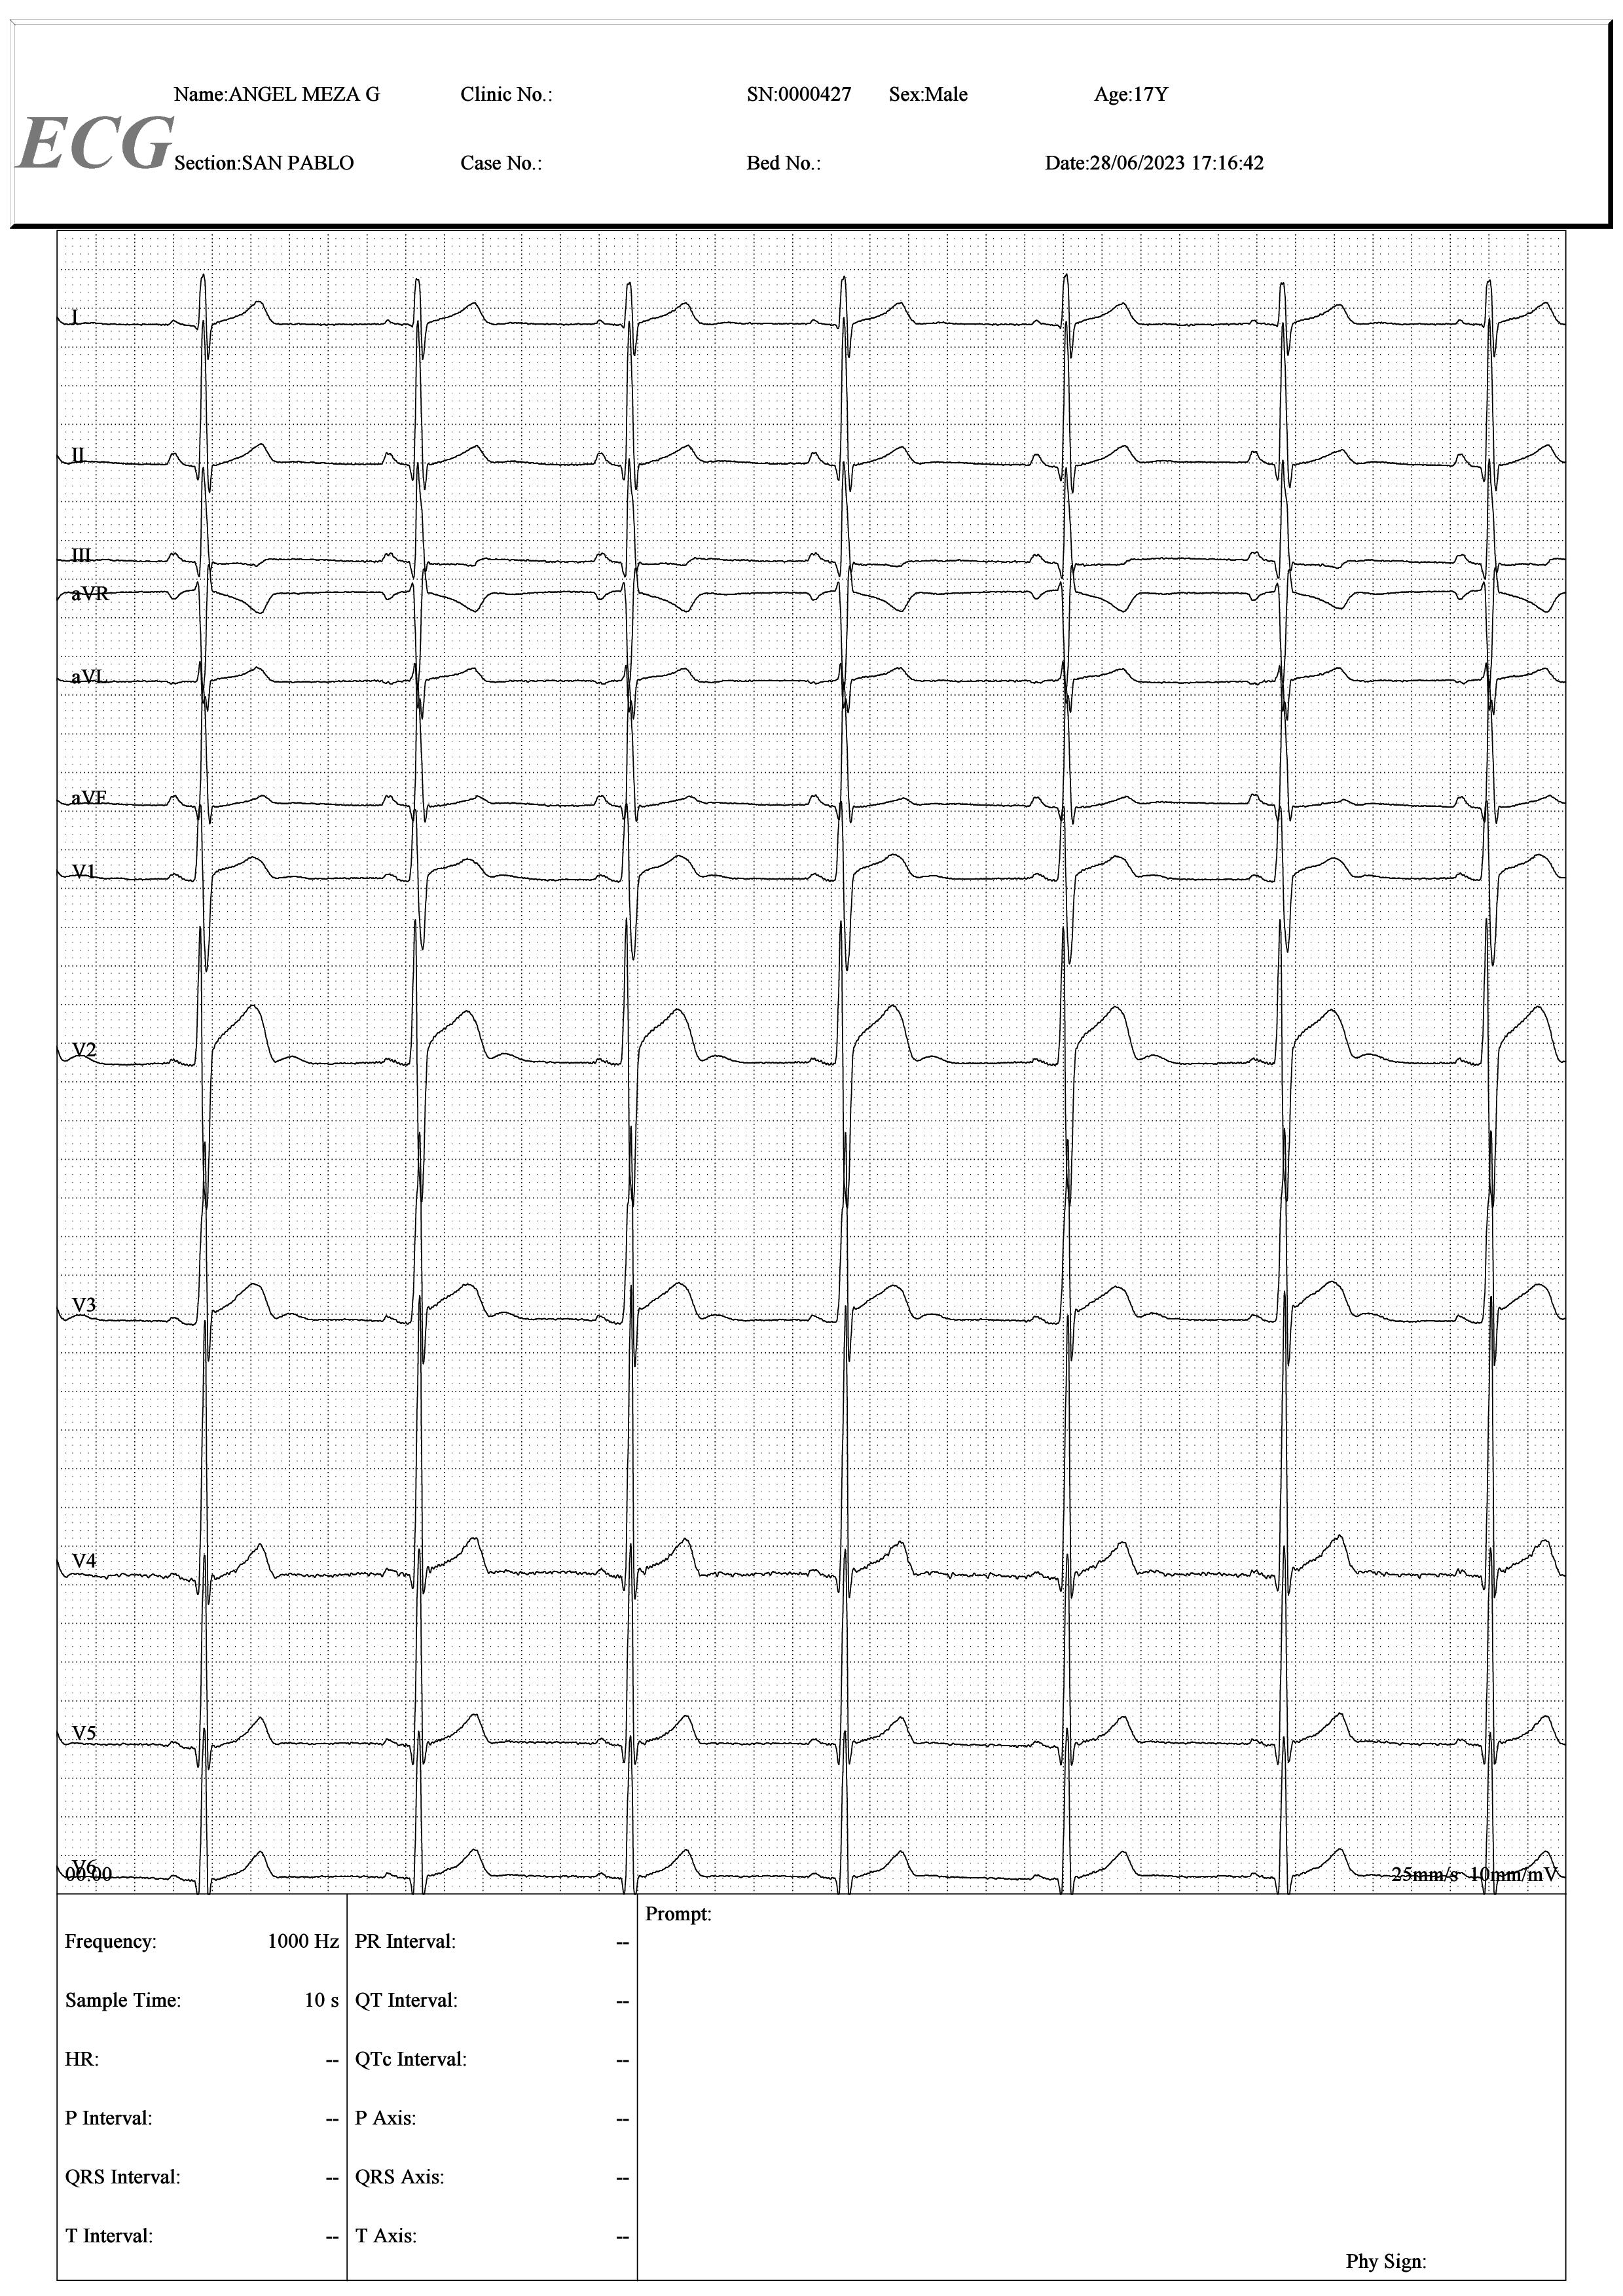 ECG
Name:ANGEL MEZA G Clinic No.: SN:0000427 Sex:Male Age:17Y
Section:SAN PABLO Case No.: Bed No.: Date:28/06/2023 17:16:42
I
II
III
aVR
aVL
aVF
V1
V2
V3
V4
V5
V6
00:00 25mm/s 10mm/mV
Prompt:
Frequency: 1000 Hz PR Interval: --
Sample Time: 10 s QT Interval: --
HR: -- QTc Interval: --
P Interval: -- P Axis: --
QRS Interval: -- QRS Axis: --
T Interval: -- T Axis: --
Phy Sign: